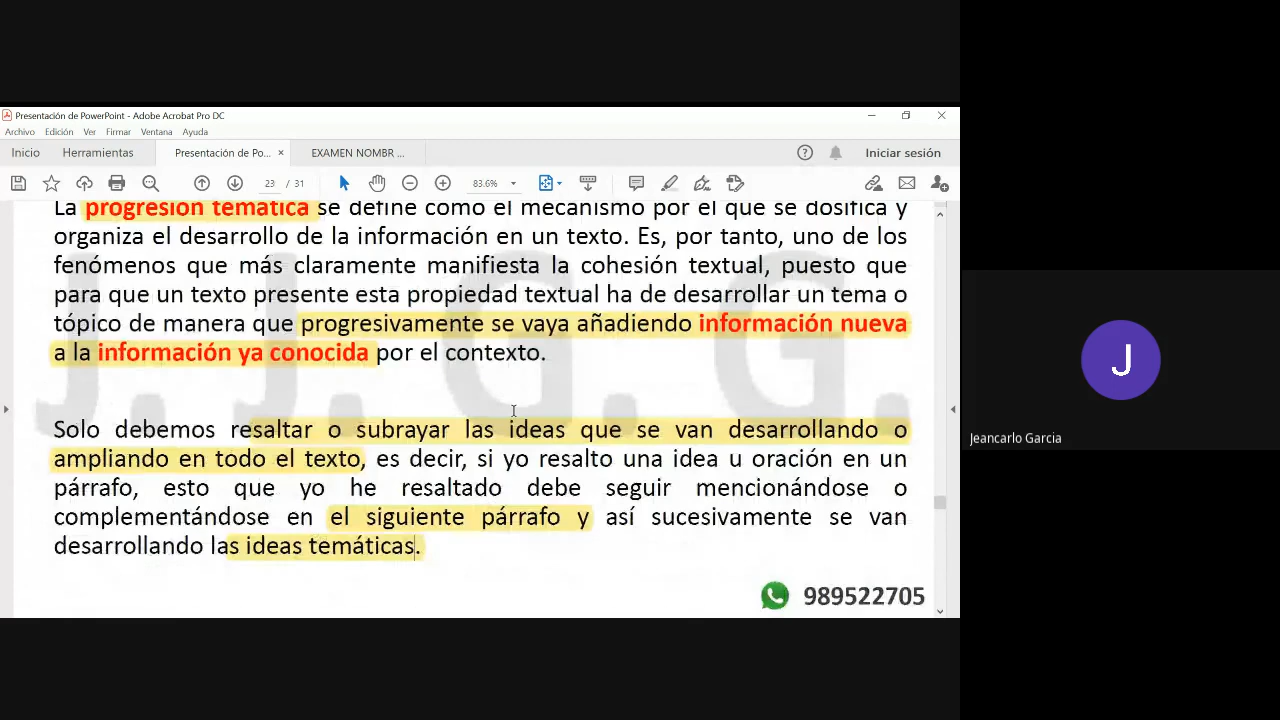 Presentación de PowerPoint - Adobe Acrobat Pro DC
Archivo Edición Ver Firmar Ventana Ayuda
Inicio Herramientas Presentación de Po... × EXAMEN NOMBR ... Iniciar sesión
23 / 31 83.6%
La progresión temática se define como el mecanismo por el que se dosifica y
organiza el desarrollo de la información en un texto. Es, por tanto, uno de los
fenómenos que más claramente manifiesta la cohesión textual, puesto que
para que un texto presente esta propiedad textual ha de desarrollar un tema o
tópico de manera que progresivamente se vaya añadiendo información nueva
a la información ya conocida por el contexto.
J. J. G. G.
Solo debemos resaltar o subrayar las ideas que se van desarrollando o
ampliando en todo el texto, es decir, si yo resalto una idea u oración en un
párrafo, esto que yo he resaltado debe seguir mencionándose o
complementándose en el siguiente párrafo y así sucesivamente se van
desarrollando las ideas temáticas.
989522705
J
Jeancarlo Garcia